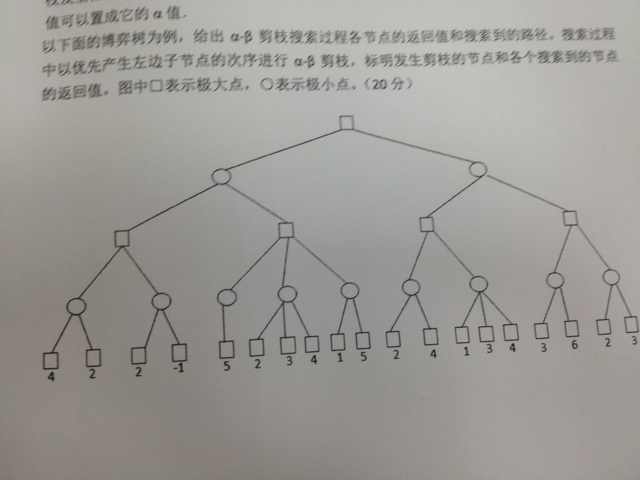 值可以置成它的 α 值.
以下面的博弈树为例，给出 α-β 剪枝搜索过程各节点的返回值和搜索到的路径。搜索过程
中以优先产生左边子节点的次序进行 α-β 剪枝，标明发生剪枝的节点和各个搜索到的节点
的返回值。图中□表示极大点，○表示极小点。（20 分）
4 2 2 -1 5 2 3 4 1 5 2 4 1 3 4 3 6 2 3